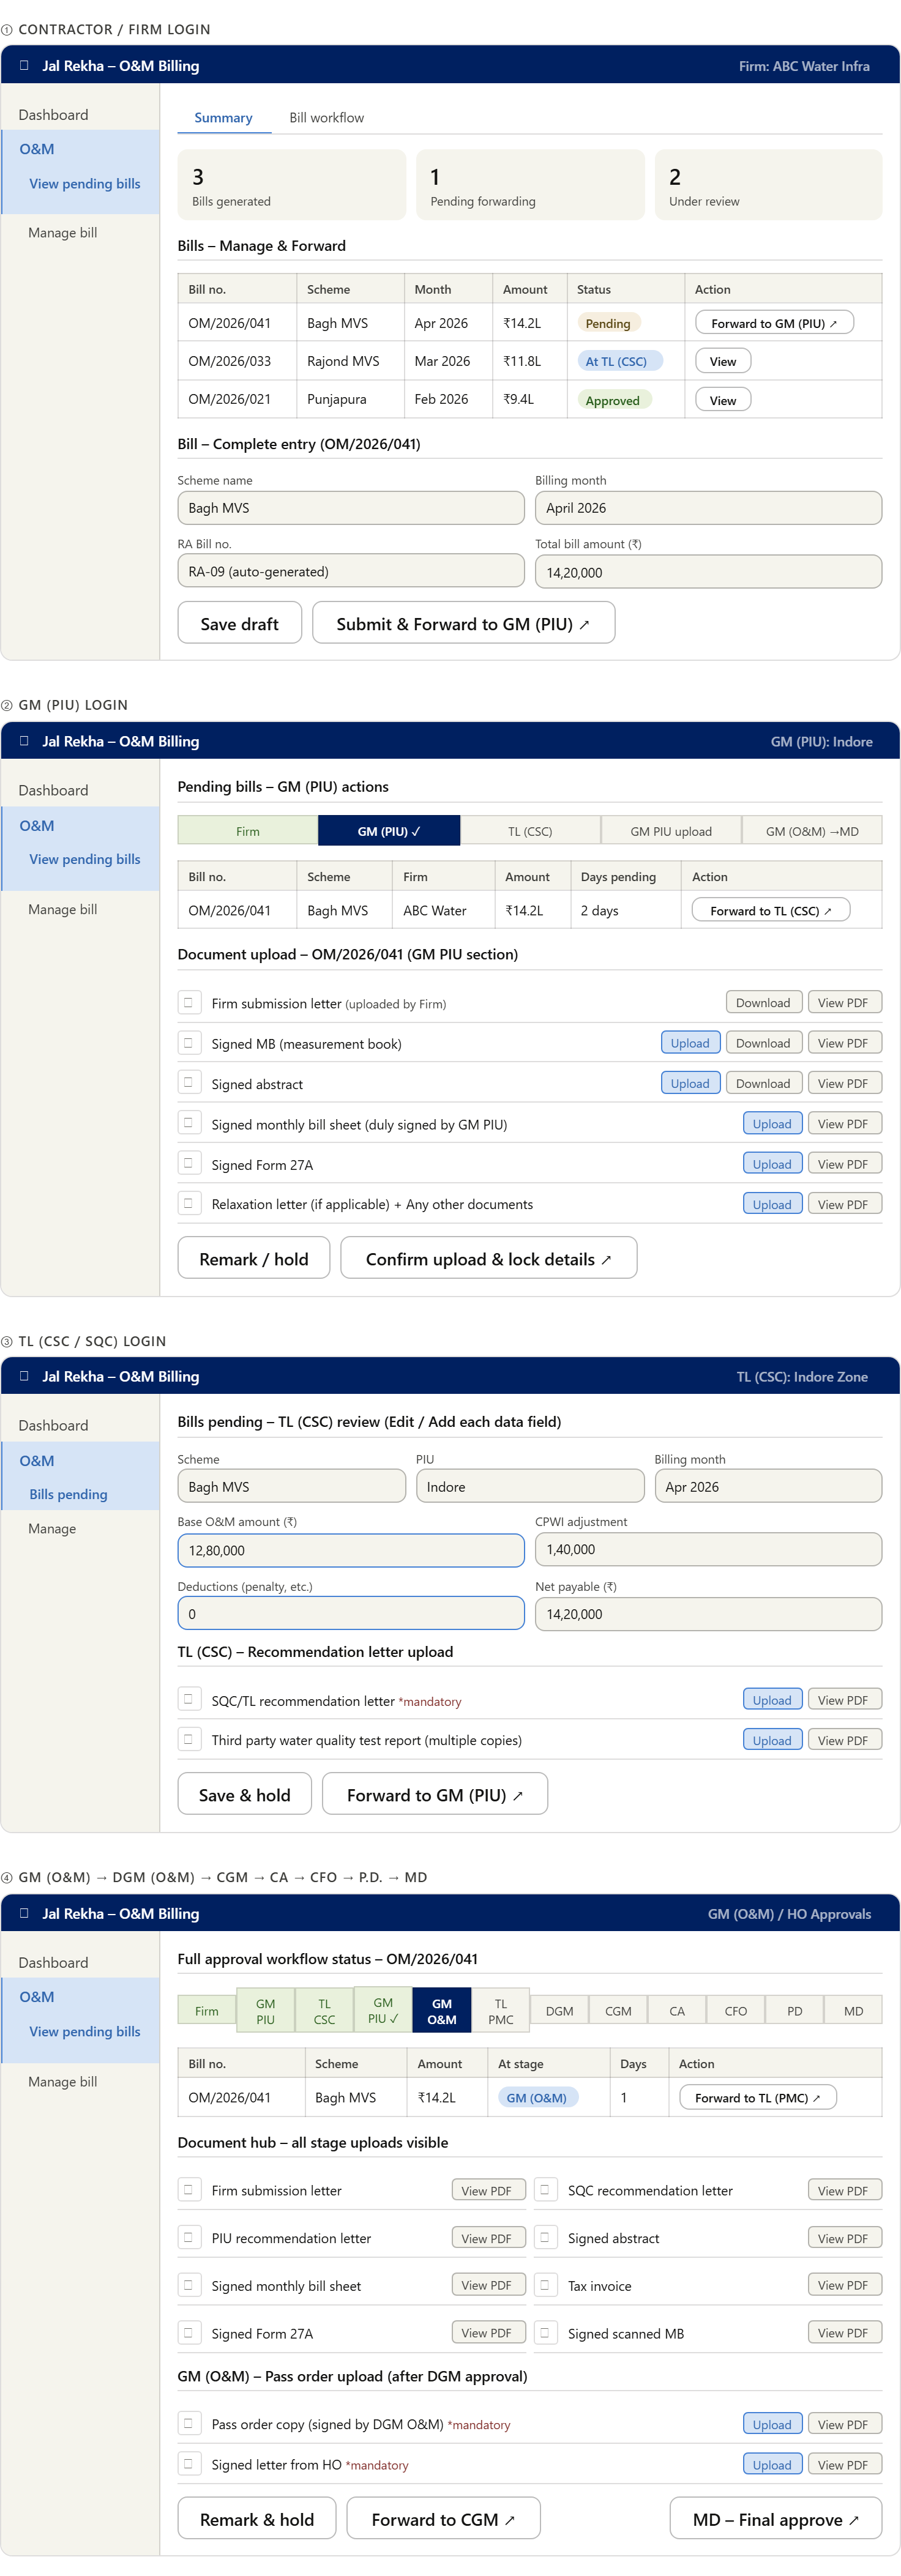 ① CONTRACTOR / FIRM LOGIN
Jal Rekha – O&M Billing
Firm: ABC Water Infra
Dashboard
O&M
View pending bills
Manage bill
Summary
Bill workflow
3
Bills generated
1
Pending forwarding
2
Under review
Bills – Manage & Forward
Bill no. Scheme Month Amount Status Action
OM/2026/041 Bagh MVS Apr 2026 ₹14.2L Pending Forward to GM (PIU) ↗
OM/2026/033 Rajond MVS Mar 2026 ₹11.8L At TL (CSC) View
OM/2026/021 Punjapura Feb 2026 ₹9.4L Approved View
Bill – Complete entry (OM/2026/041)
Scheme name
Bagh MVS
Billing month
April 2026
RA Bill no.
RA-09 (auto-generated)
Total bill amount (₹)
14,20,000
Save draft
Submit & Forward to GM (PIU) ↗
② GM (PIU) LOGIN
Jal Rekha – O&M Billing
GM (PIU): Indore
Dashboard
O&M
View pending bills
Manage bill
Pending bills – GM (PIU) actions
Firm GM (PIU) ✓ TL (CSC) GM PIU upload GM (O&M) →MD
Bill no. Scheme Firm Amount Days pending Action
OM/2026/041 Bagh MVS ABC Water ₹14.2L 2 days Forward to TL (CSC) ↗
Document upload – OM/2026/041 (GM PIU section)
Firm submission letter (uploaded by Firm) Download View PDF
Signed MB (measurement book) Upload Download View PDF
Signed abstract Upload Download View PDF
Signed monthly bill sheet (duly signed by GM PIU) Upload View PDF
Signed Form 27A Upload View PDF
Relaxation letter (if applicable) + Any other documents Upload View PDF
Remark / hold
Confirm upload & lock details ↗
③ TL (CSC / SQC) LOGIN
Jal Rekha – O&M Billing
TL (CSC): Indore Zone
Dashboard
O&M
Bills pending
Manage
Bills pending – TL (CSC) review (Edit / Add each data field)
Scheme
Bagh MVS
PIU
Indore
Billing month
Apr 2026
Base O&M amount (₹)
12,80,000
CPWI adjustment
1,40,000
Deductions (penalty, etc.)
0
Net payable (₹)
14,20,000
TL (CSC) – Recommendation letter upload
SQC/TL recommendation letter *mandatory Upload View PDF
Third party water quality test report (multiple copies) Upload View PDF
Save & hold
Forward to GM (PIU) ↗
④ GM (O&M) → DGM (O&M) → CGM → CA → CFO → P.D. → MD
Jal Rekha – O&M Billing
GM (O&M) / HO Approvals
Dashboard
O&M
View pending bills
Manage bill
Full approval workflow status – OM/2026/041
Firm
GM PIU
TL CSC
GM PIU ✓
GM O&M
TL PMC
DGM
CGM
CA
CFO
PD
MD
Bill no. Scheme Amount At stage Days Action
OM/2026/041 Bagh MVS ₹14.2L GM (O&M) 1 Forward to TL (PMC) ↗
Document hub – all stage uploads visible
Firm submission letter View PDF SQC recommendation letter View PDF
PIU recommendation letter View PDF Signed abstract View PDF
Signed monthly bill sheet View PDF Tax invoice View PDF
Signed Form 27A View PDF Signed scanned MB View PDF
GM (O&M) – Pass order upload (after DGM approval)
Pass order copy (signed by DGM O&M) *mandatory Upload View PDF
Signed letter from HO *mandatory Upload View PDF
Remark & hold
Forward to CGM ↗
MD – Final approve ↗